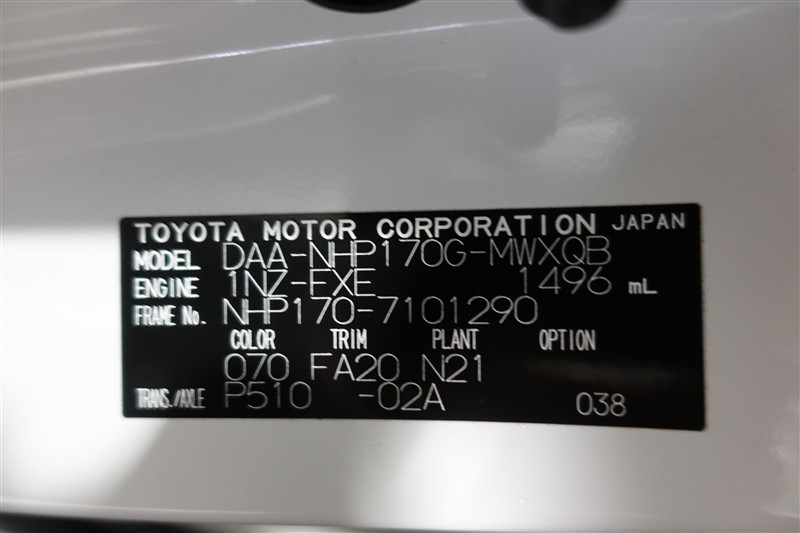 TOYOTA MOTOR CORPORATION JAPAN
MODEL DAA-NHP170G-MWXQB
ENGINE 1NZ-FXE 1496 mL
FRAME No. NHP170-7101290
COLOR TRIM PLANT OPTION
070 FA20 N21
TRANS./AXLE P510 -02A 038